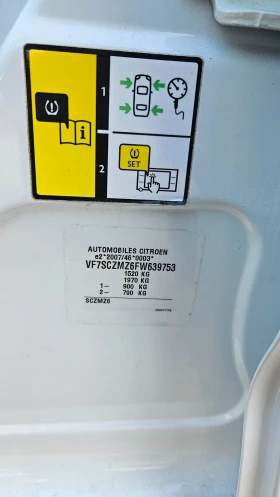 1
2
SET
AUTOMOBILES CITROEN
e2*2007/46*0003*
VF7SCZMZ6FW639753
1520 KG
1970 KG
1- 900 KG
2- 790 KG
SCZMZ6